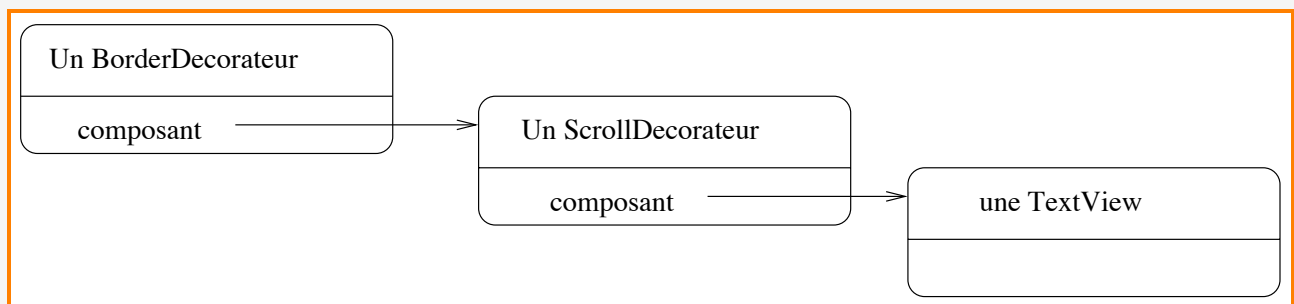 Un BorderDecorateur
composant
Un ScrollDecorateur
composant
une TextView